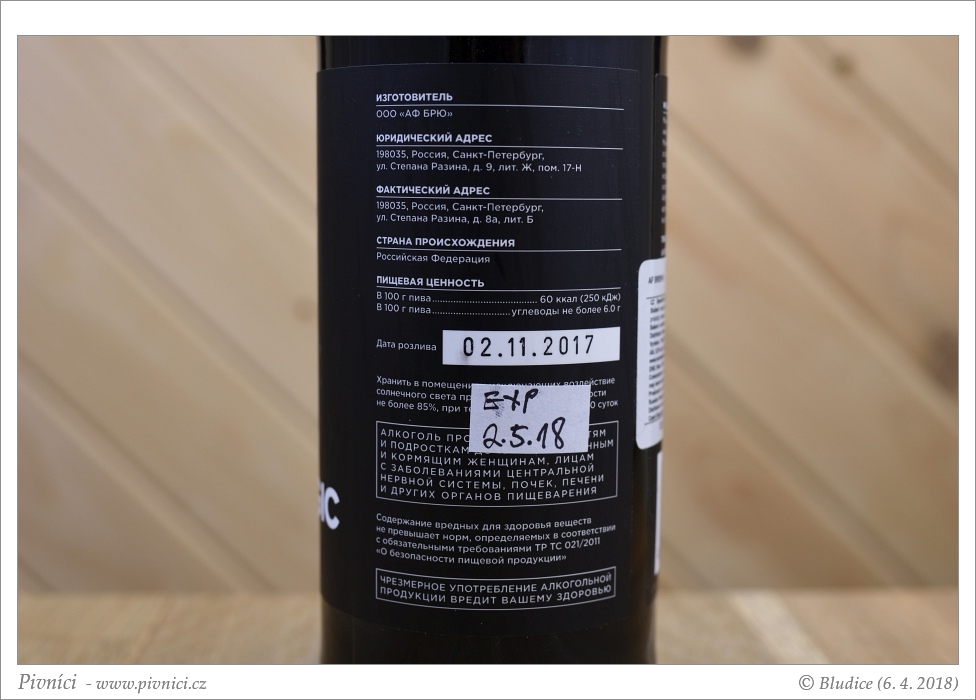 ИЗГОТОВИТЕЛЬ
ООО «АФ БРЮ»
ЮРИДИЧЕСКИЙ АДРЕС
198035, Россия, Санкт-Петербург,
ул. Степана Разина, д. 9, лит. Ж, пом. 17-Н
ФАКТИЧЕСКИЙ АДРЕС
198035, Россия, Санкт-Петербург,
ул. Степана Разина, д. 8а, лит. Б
СТРАНА ПРОИСХОЖДЕНИЯ
Российская Федерация
ПИЩЕВАЯ ЦЕННОСТЬ
В 100 г пива................................... 60 ккал (250 кДж)
В 100 г пива..........................углеводы не более 6.0 г
Дата розлива 02.11.2017
Хранить в воздействие
солнечного света
не более 85%, при суток
EXP
2.5.18
АЛКОГОЛЬ
И ПОДРОСТКАМ
И КОРМЯЩИМ ЖЕНЩИНАМ, ЛИЦАМ
С ЗАБОЛЕВАНИЯМИ ЦЕНТРАЛЬНОЙ
НЕРВНОЙ СИСТЕМЫ, ПОЧЕК, ПЕЧЕНИ
И ДРУГИХ ОРГАНОВ ПИЩЕВАРЕНИЯ
Содержание вредных для здоровья веществ
не превышает норм, определяемых в соответствии
с обязательными требованиями ТР ТС 021/2011
«О безопасности пищевой продукции»
ЧРЕЗМЕРНОЕ УПОТРЕБЛЕНИЕ АЛКОГОЛЬНОЙ
ПРОДУКЦИИ ВРЕДИТ ВАШЕМУ ЗДОРОВЬЮ
Pivníci - www.pivnici.cz
© Bludice (6. 4. 2018)